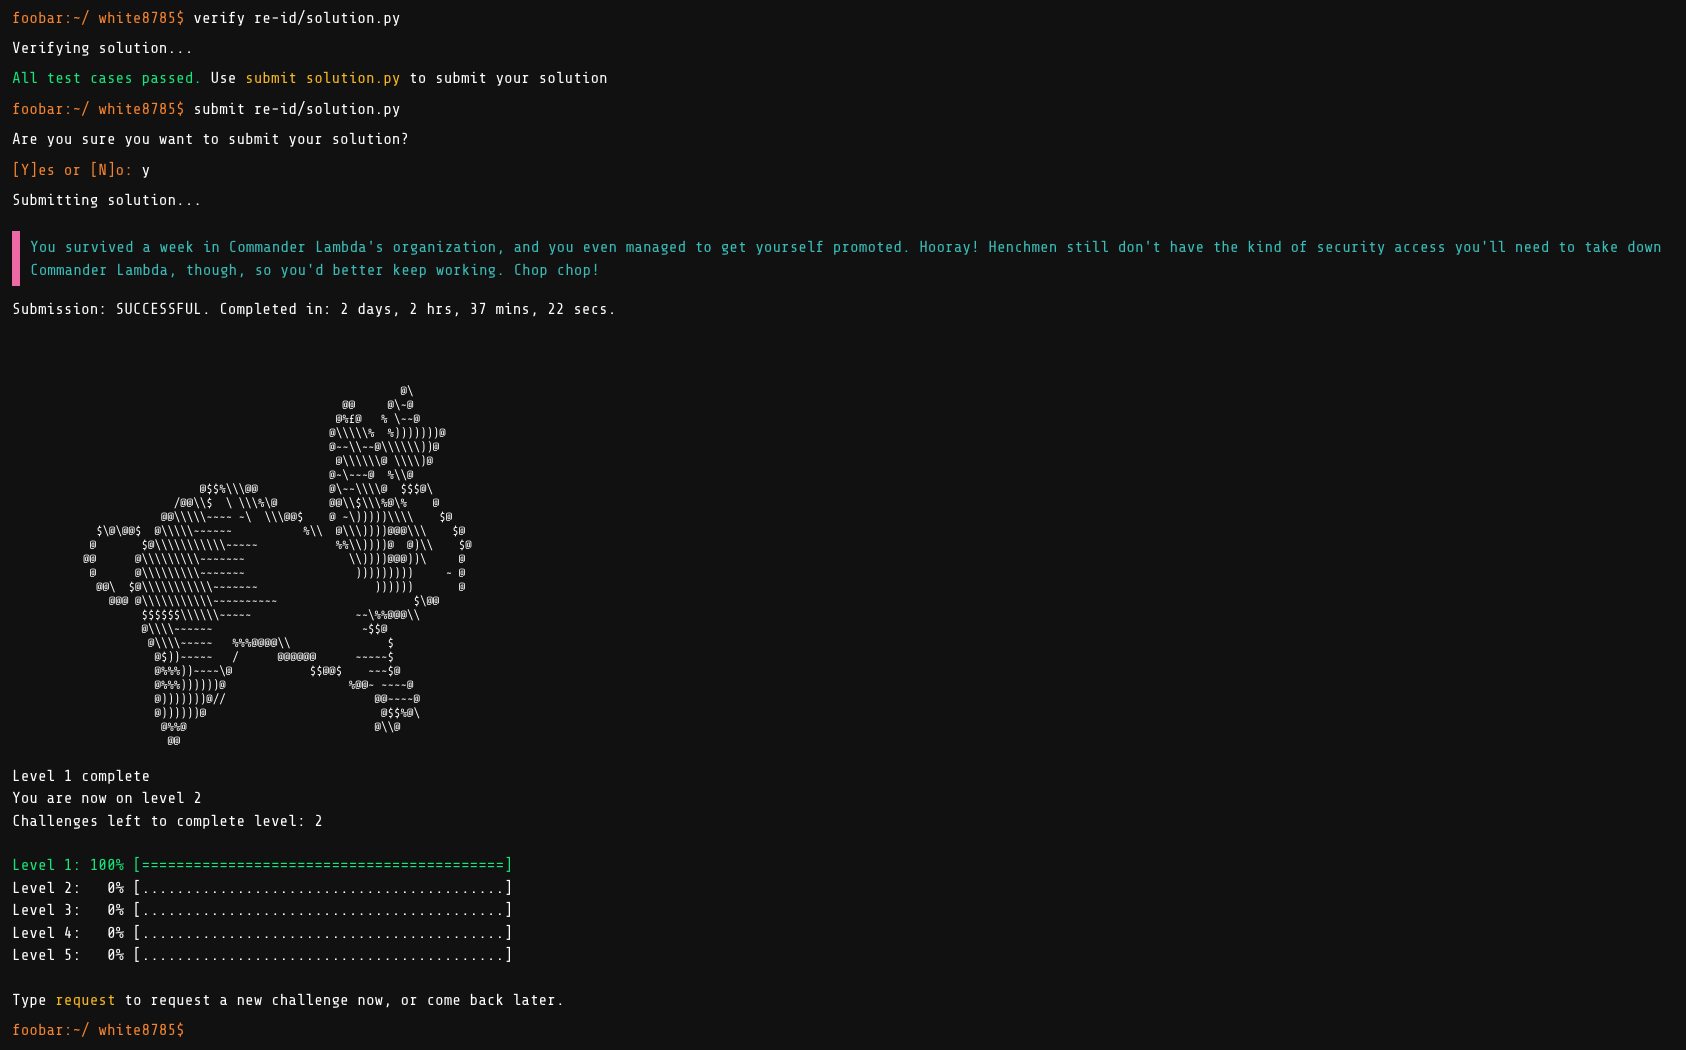 foobar:~/ white8785$ verify re-id/solution.py
Verifying solution...
All test cases passed. Use submit solution.py to submit your solution
foobar:~/ white8785$ submit re-id/solution.py
Are you sure you want to submit your solution?
[Y]es or [N]o: y
Submitting solution...
You survived a week in Commander Lambda's organization, and you even managed to get yourself promoted. Hooray! Henchmen still don't have the kind of security access you'll need to take down
Commander Lambda, though, so you'd better keep working. Chop chop!
Submission: SUCCESSFUL. Completed in: 2 days, 2 hrs, 37 mins, 22 secs.
Level 1 complete
You are now on level 2
Challenges left to complete level: 2
Level 1: 100% [==========================================]
Level 2:   0% [..........................................]
Level 3:   0% [..........................................]
Level 4:   0% [..........................................]
Level 5:   0% [..........................................]
Type request to request a new challenge now, or come back later.
foobar:~/ white8785$